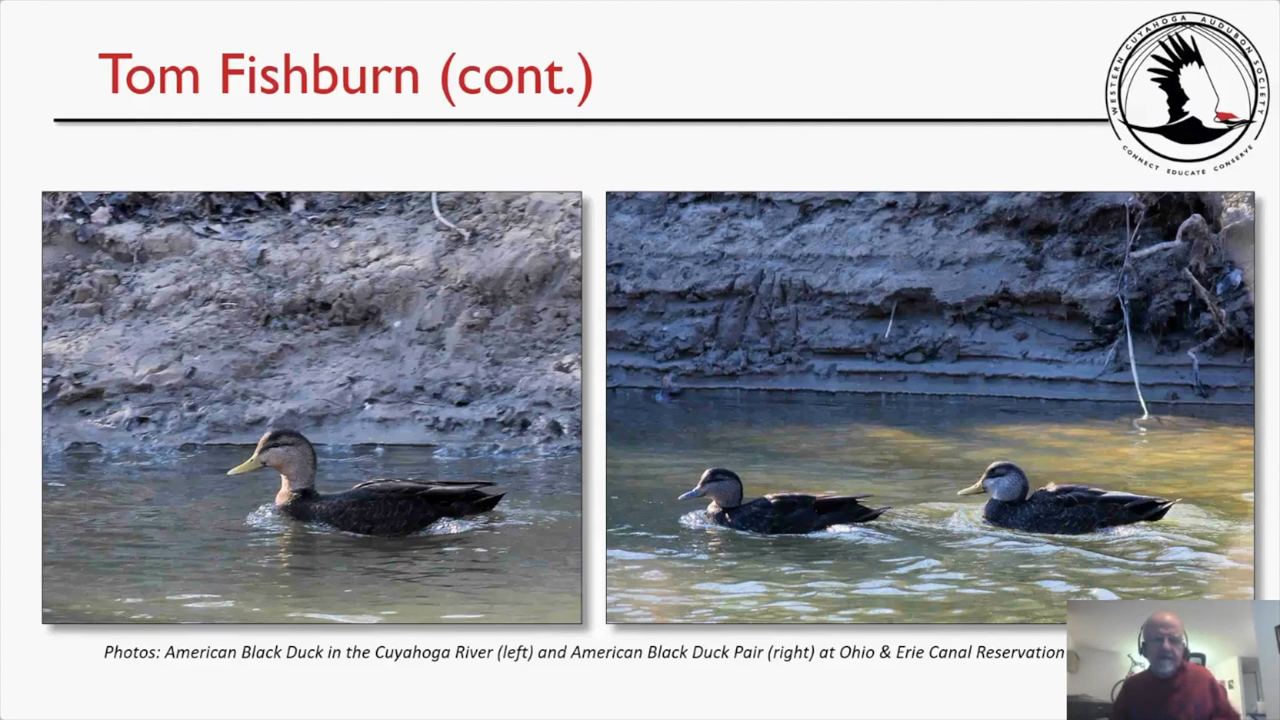 Tom Fishburn (cont.)
WESTERN CUYAHOGA AUDUBON SOCIETY
CONNECT EDUCATE CONSERVE
Photos: American Black Duck in the Cuyahoga River (left) and American Black Duck Pair (right) at Ohio & Erie Canal Reservation